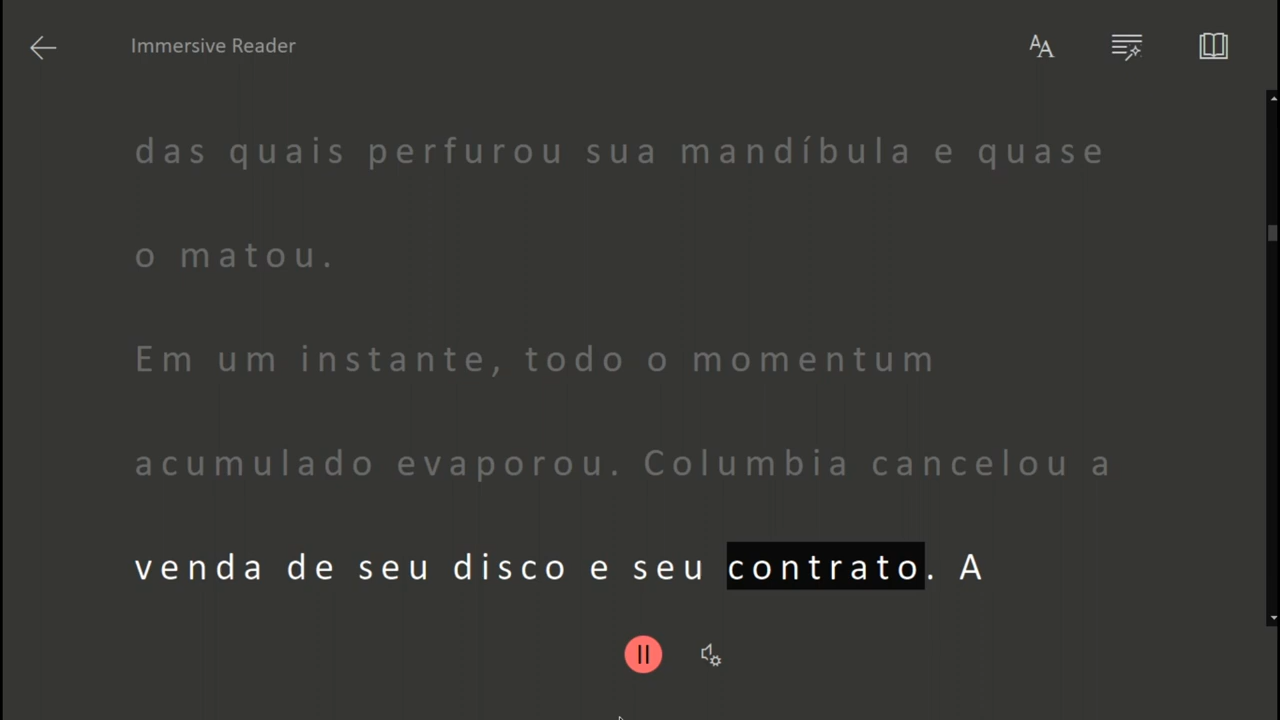 Immersive Reader
das quais perfurou sua mandíbula e quase
o matou.
Em um instante, todo o momentum
acumulado evaporou. Columbia cancelou a
venda de seu disco e seu contrato. A